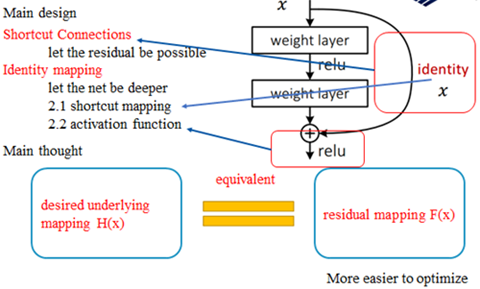 Main design
Shortcut Connections
let the residual be possible
Identity mapping
let the net be deeper
2.1 shortcut mapping
2.2 activation function
Main thought
x
weight layer
relu
weight layer
identity
x
relu
desired underlying
mapping H(x)
equivalent
residual mapping F(x)
More easier to optimize